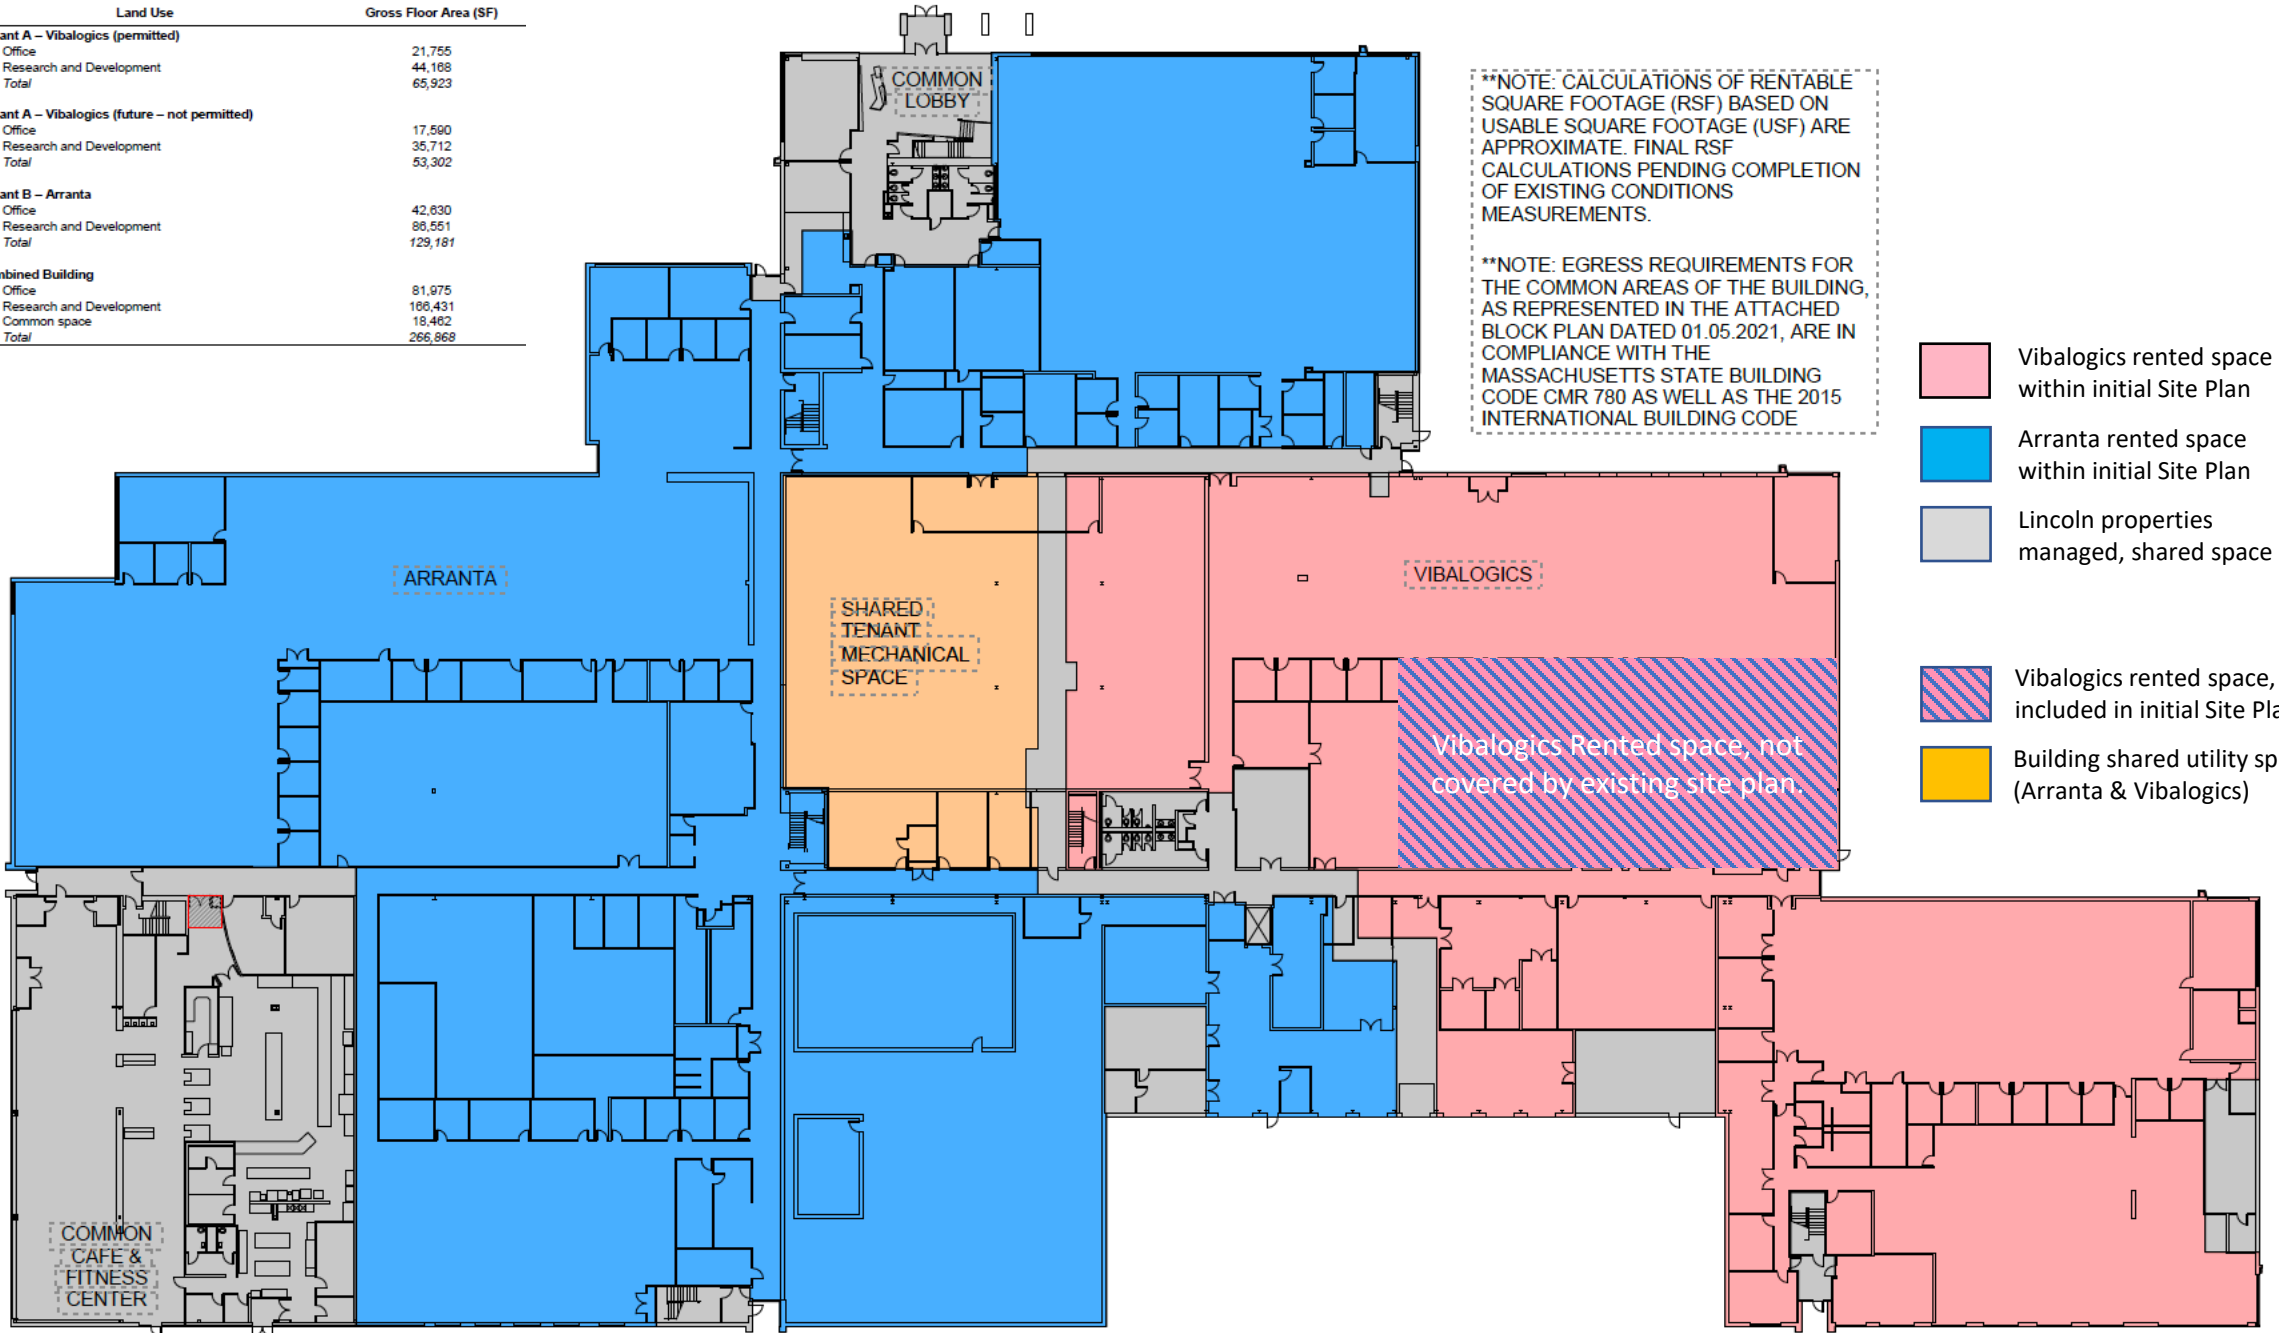 Land Use Gross Floor Area (SF)
ant A – Vibalogics (permitted)
Office 21,755
Research and Development 44,168
Total 65,923
ant A – Vibalogics (future – not permitted)
Office 17,590
Research and Development 35,712
Total 53,302
ant B – Arranta
Office 42,630
Research and Development 86,551
Total 129,181
mbined Building
Office 81,975
Research and Development 166,431
Common space 18,462
Total 266,868
COMMON
LOBBY
**NOTE: CALCULATIONS OF RENTABLE
SQUARE FOOTAGE (RSF) BASED ON
USABLE SQUARE FOOTAGE (USF) ARE
APPROXIMATE. FINAL RSF
CALCULATIONS PENDING COMPLETION
OF EXISTING CONDITIONS
MEASUREMENTS.
**NOTE: EGRESS REQUIREMENTS FOR
THE COMMON AREAS OF THE BUILDING,
AS REPRESENTED IN THE ATTACHED
BLOCK PLAN DATED 01.05.2021, ARE IN
COMPLIANCE WITH THE
MASSACHUSETTS STATE BUILDING
CODE CMR 780 AS WELL AS THE 2015
INTERNATIONAL BUILDING CODE
Vibalogics rented space
within initial Site Plan
Arranta rented space
within initial Site Plan
Lincoln properties
managed, shared space
Vibalogics rented space,
included in initial Site Pla
Building shared utility sp
(Arranta & Vibalogics)
ARRANTA
SHARED
TENANT
MECHANICAL
SPACE
VIBALOGICS
Vibalogics Rented space, not
covered by existing site plan.
COMMON
CAFE &
FITNESS
CENTER